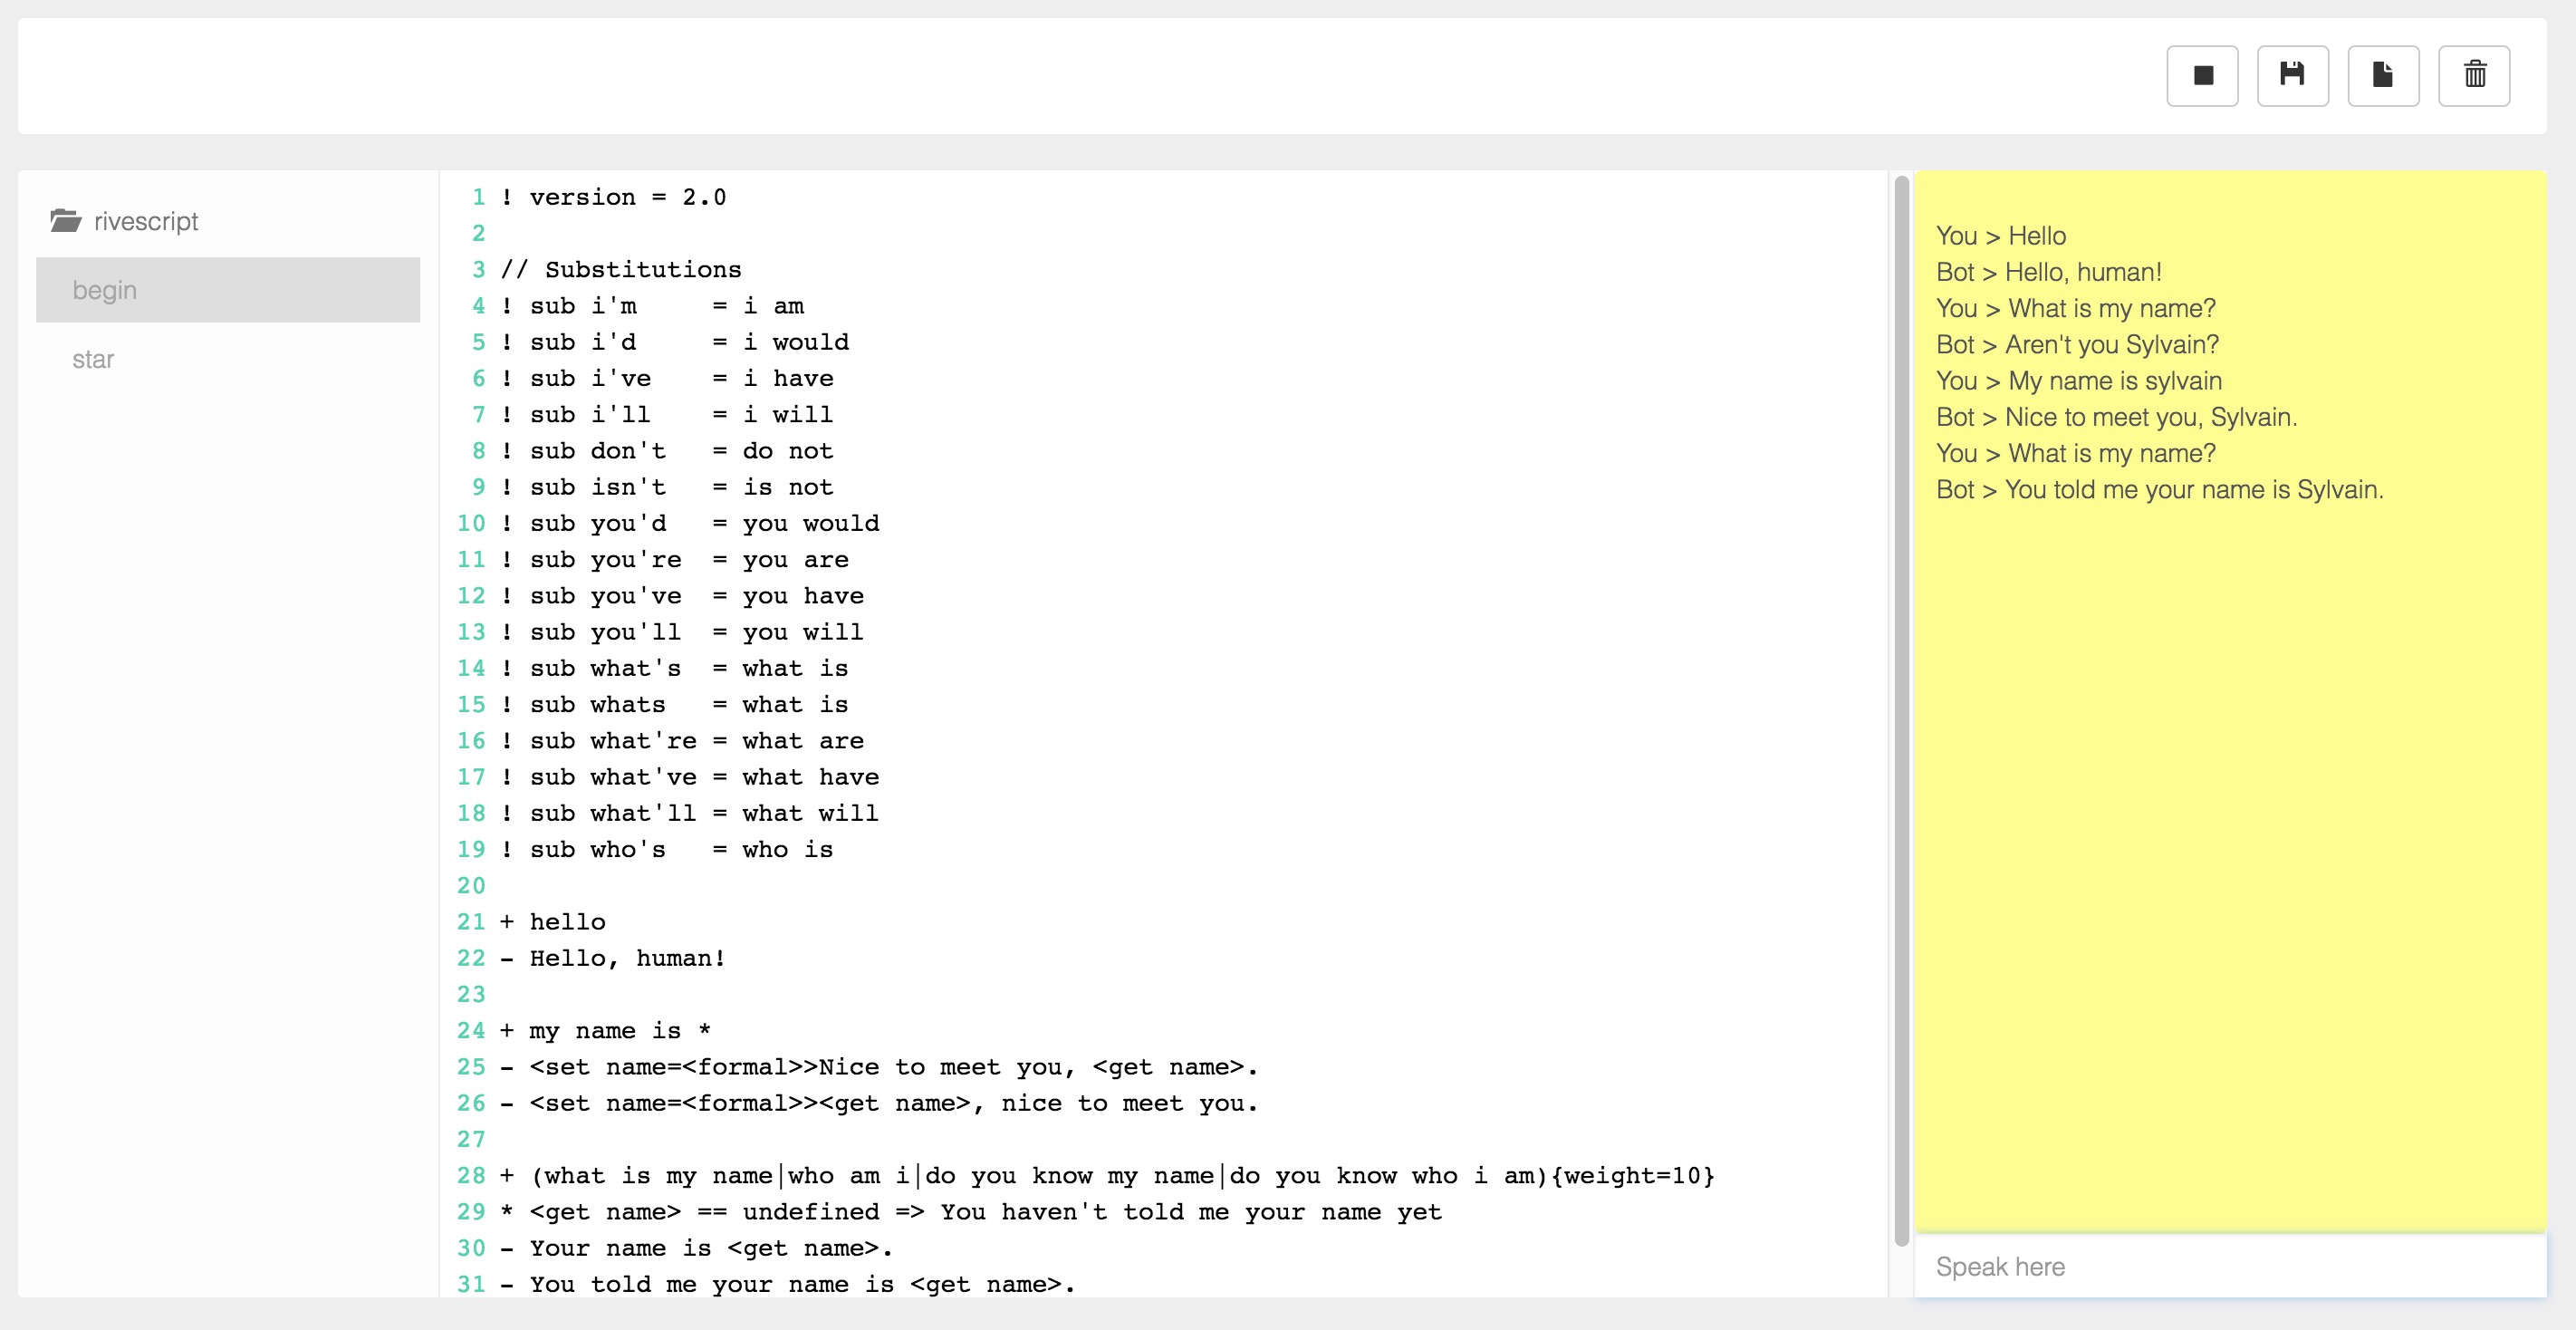 rivescript
begin
star
1 ! version = 2.0
2
3 // Substitutions
4 ! sub i'm     = i am
5 ! sub i'd     = i would
6 ! sub i've    = i have
7 ! sub i'll    = i will
8 ! sub don't   = do not
9 ! sub isn't   = is not
10 ! sub you'd   = you would
11 ! sub you're  = you are
12 ! sub you've  = you have
13 ! sub you'll  = you will
14 ! sub what's  = what is
15 ! sub whats   = what is
16 ! sub what're = what are
17 ! sub what've = what have
18 ! sub what'll = what will
19 ! sub who's   = who is
20
21 + hello
22 - Hello, human!
23
24 + my name is *
25 - <set name=<formal>>Nice to meet you, <get name>.
26 - <set name=<formal>><get name>, nice to meet you.
27
28 + (what is my name|who am i|do you know my name|do you know who i am){weight=10}
29 * <get name> == undefined => You haven't told me your name yet
30 - Your name is <get name>.
31 - You told me your name is <get name>.
You > Hello
Bot > Hello, human!
You > What is my name?
Bot > Aren't you Sylvain?
You > My name is sylvain
Bot > Nice to meet you, Sylvain.
You > What is my name?
Bot > You told me your name is Sylvain.
Speak here